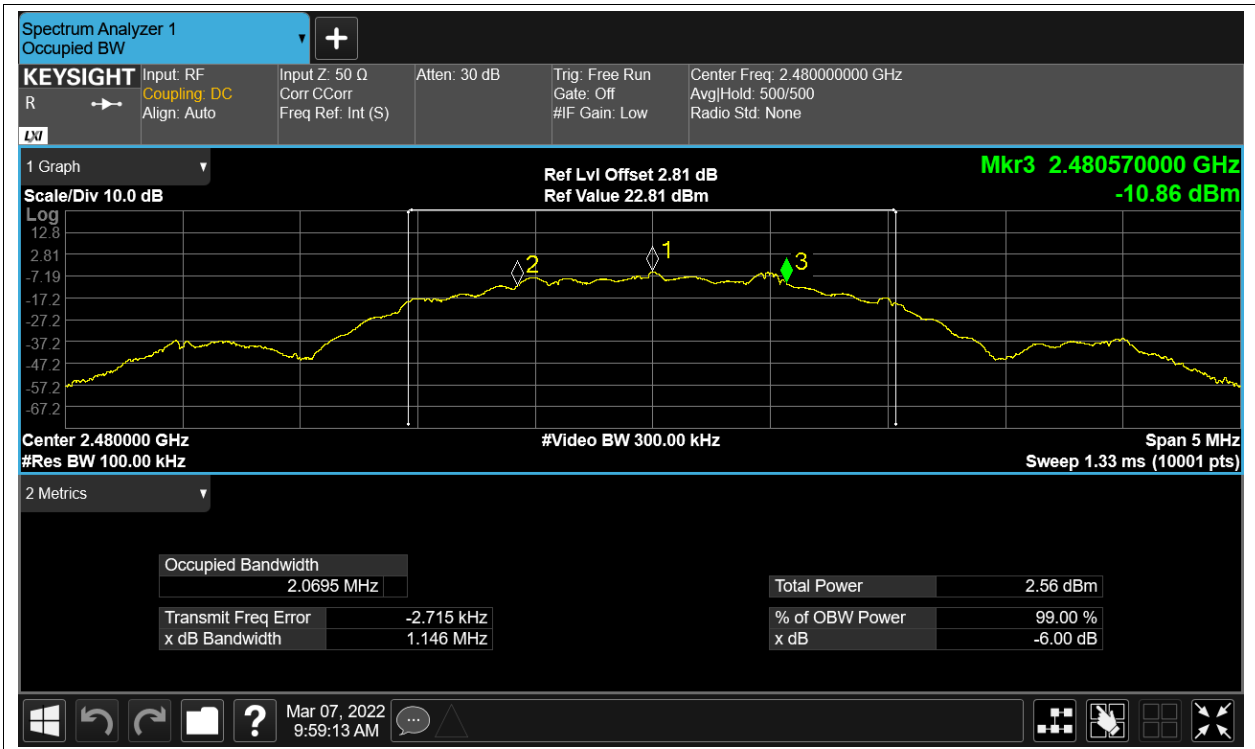 Spectrum Analyzer 1
Occupied BW
KEYSIGHT
R
LXI
Input: RF
Coupling: DC
Align: Auto
Input Z: 50 Ω
Corr CCorr
Freq Ref: Int (S)
Atten: 30 dB
Trig: Free Run
Gate: Off
#IF Gain: Low
Center Freq: 2.480000000 GHz
Avg|Hold: 500/500
Radio Std: None
1 Graph
Scale/Div 10.0 dB
Ref Lvl Offset 2.81 dB
Ref Value 22.81 dBm
Mkr3 2.480570000 GHz
-10.86 dBm
Log
12.8
2.81
-7.19
-17.2
-27.2
-37.2
-47.2
-57.2
-67.2
2
1
3
Center 2.480000 GHz
#Res BW 100.00 kHz
#Video BW 300.00 kHz
Span 5 MHz
Sweep 1.33 ms (10001 pts)
2 Metrics
Occupied Bandwidth
2.0695 MHz
Transmit Freq Error -2.715 kHz
x dB Bandwidth 1.146 MHz
Total Power 2.56 dBm
% of OBW Power 99.00 %
x dB -6.00 dB
?
Mar 07, 2022
9:59:13 AM